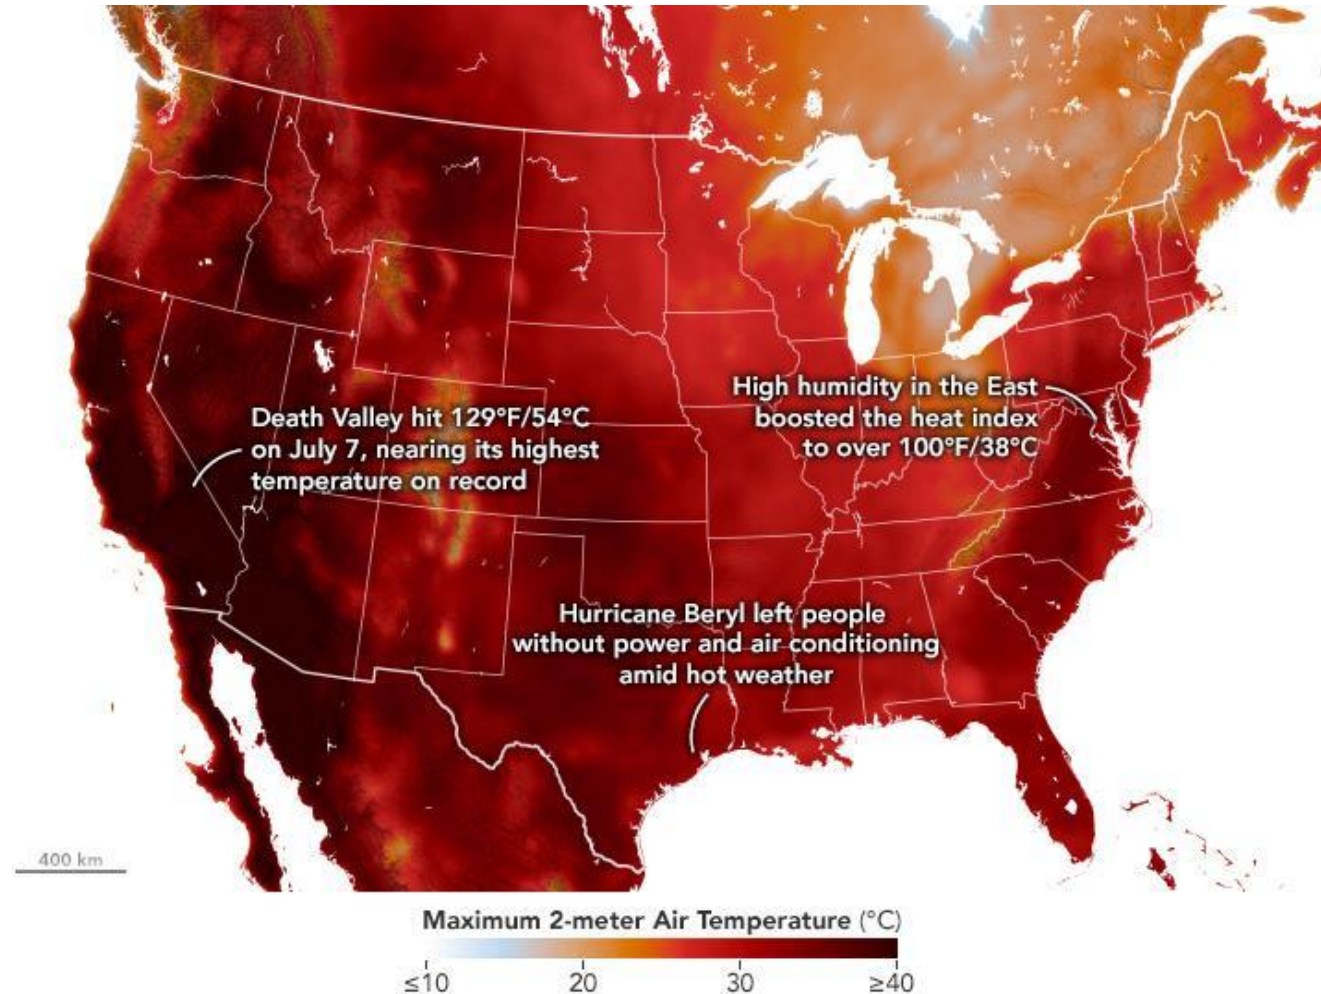 High humidity in the East
boosted the heat index
to over 100°F/38°C
Death Valley hit 129°F/54°C
on July 7, nearing its highest
temperature on record
Hurricane Beryl left people
without power and air conditioning
amid hot weather
400 km
Maximum 2-meter Air Temperature (°C)
≤10 20 30 ≥40